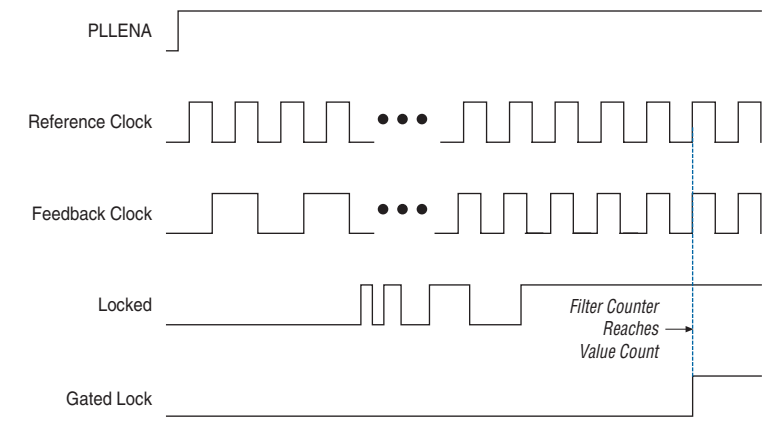 PLLENA
Reference Clock
Feedback Clock
Locked
Filter Counter
Reaches
Value Count
Gated Lock